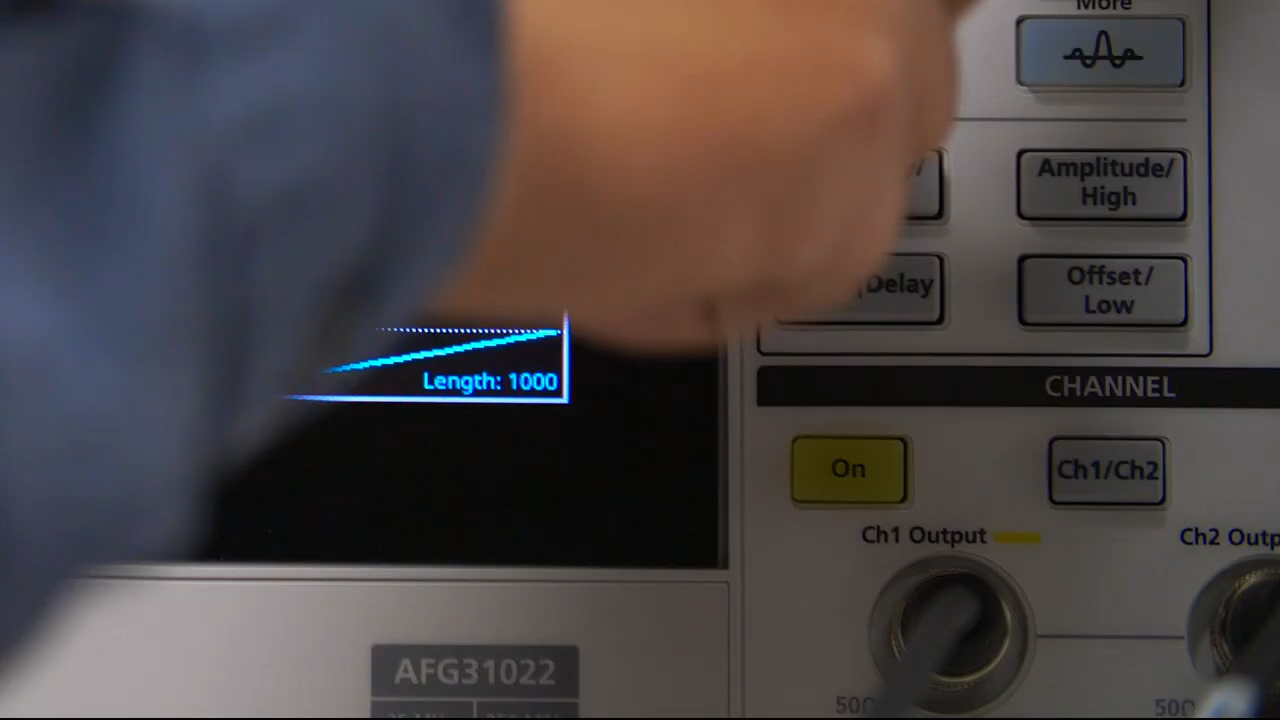 More
Amplitude/
High
Delay
Offset/
Low
Length: 1000
CHANNEL
On
Ch1/Ch2
Ch1 Output
Ch2 Outp
AFG31022
50Ω
50Ω